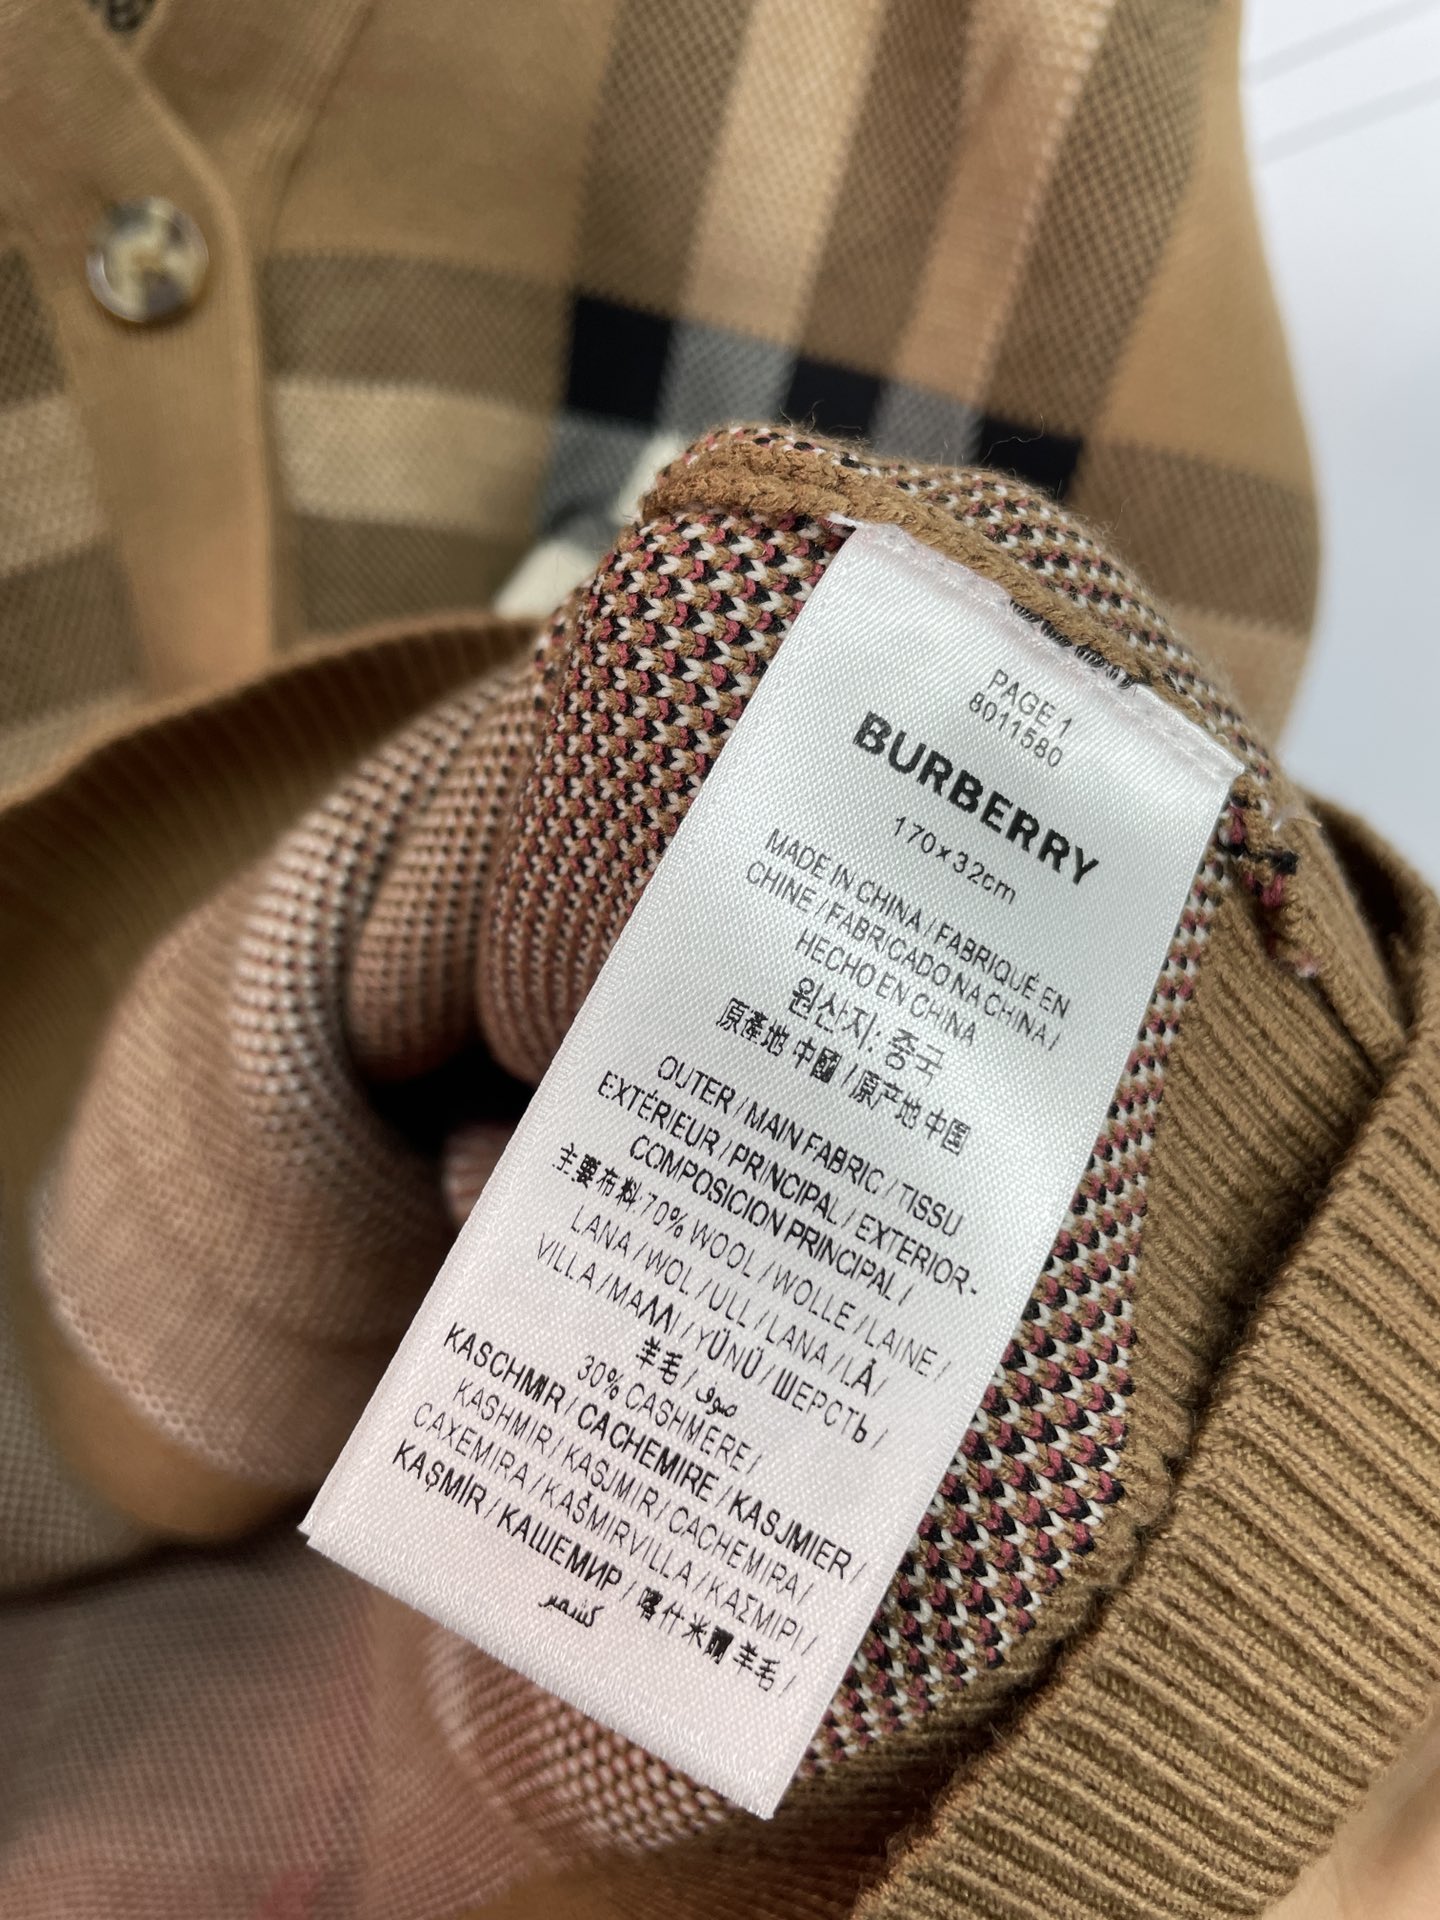 PAGE 1
8011580
BURBERRY
170×32cm
MADE IN CHINA / FABRIQUÉ EN
CHINE / FABRICADO NA CHINA /
HECHO EN CHINA
원산지: 중국
原產地 中國 / 原产地 中国
OUTER / MAIN FABRIC / TISSU
EXTÉRIEUR / PRINCIPAL / EXTERIOR-
COMPOSICION PRINCIPAL /
主要布料 70% WOOL / WOLLE / LAINE /
LANA / WOL / ULL / LANA / LÃ /
VILLA / ΜΑΛΛΙ / YÜNÜ / ШЕРСТЬ /
羊毛 / صوف
30% CASHMERE /
KASCHMIR / CACHEMIRE / KASJMIER /
KASHMIR / KASJMIR / CACHEMIRA /
CAXEMIRA / KAŠMIRVILLA / ΚΑΣΜΙΡΙ /
KAŞMİR / КАШЕМИР / 喀什米爾 羊毛 /
كشمير